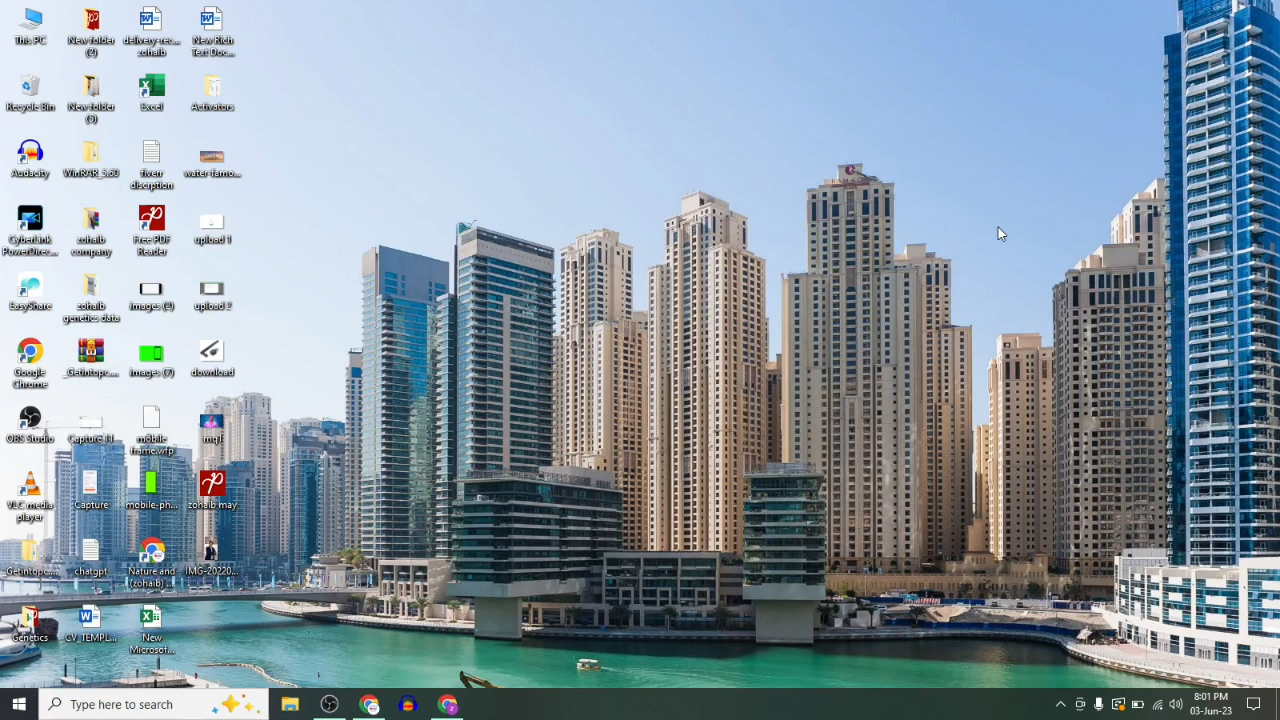 This PC
New folder
(2)
delivery-rec...
zohaib
New Rich
Text Doc...
Recycle Bin
New folder
(5)
Excel
Activators
Audacity
WinRAR_5.60
fiverr
discrption
water-famo...
CyberLink
PowerDirec...
zohaib
company
Free PDF
Reader
upload 1
EasyShare
zohaib
genetics data
images (2)
upload 2
Google
Chrome
_Getintopc....
images (7)
download
OBS Studio
Capture 11
mobile
frame.wfp
mq1
VLC media
player
Capture
mobile-ph...
zohaib may
Getintopc....
chatgpt
Nature and
(zohaib) ...
IMG-20220...
Genetics
CV_TEMPL...
New
Microsof...
Type here to search
8:01 PM
03-Jun-23